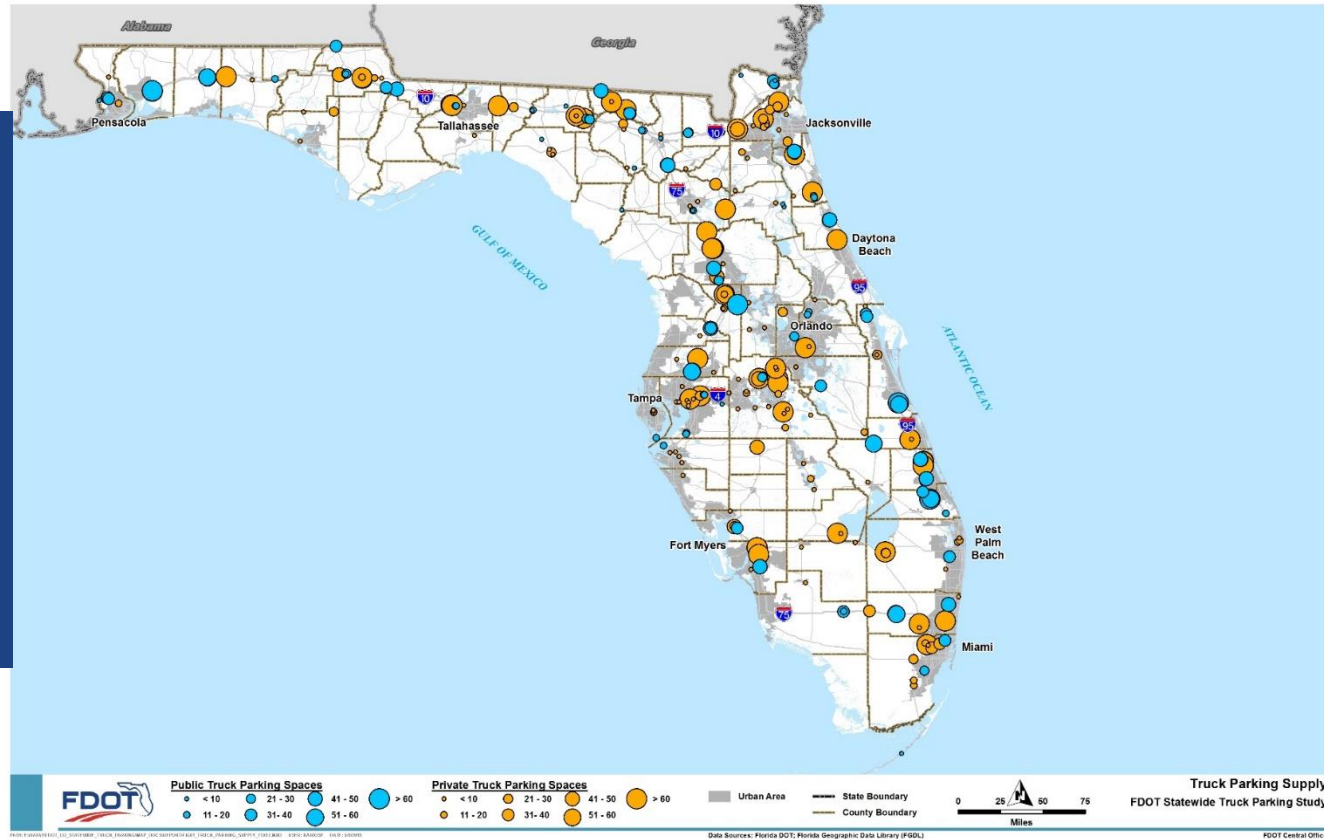 Alabama
Georgia
10
Pensacola
Tallahassee
10
Jacksonville
75
GULF OF MEXICO
Daytona
Beach
95
Orlando
ATLANTIC OCEAN
Tampa
4
95
Fort Myers
West
Palm
Beach
75
Miami
FDOT
Public Truck Parking Spaces
< 10
21 - 30
41 - 50
> 60
11 - 20
31 - 40
51 - 60
Private Truck Parking Spaces
< 10
21 - 30
41 - 50
> 60
11 - 20
31 - 40
51 - 60
Urban Area
State Boundary
County Boundary
N
0 25 50 75
Miles
Truck Parking Supply
FDOT Statewide Truck Parking Study
Data Sources: Florida DOT; Florida Geographic Data Library (FGDL)
FDOT Central Offic